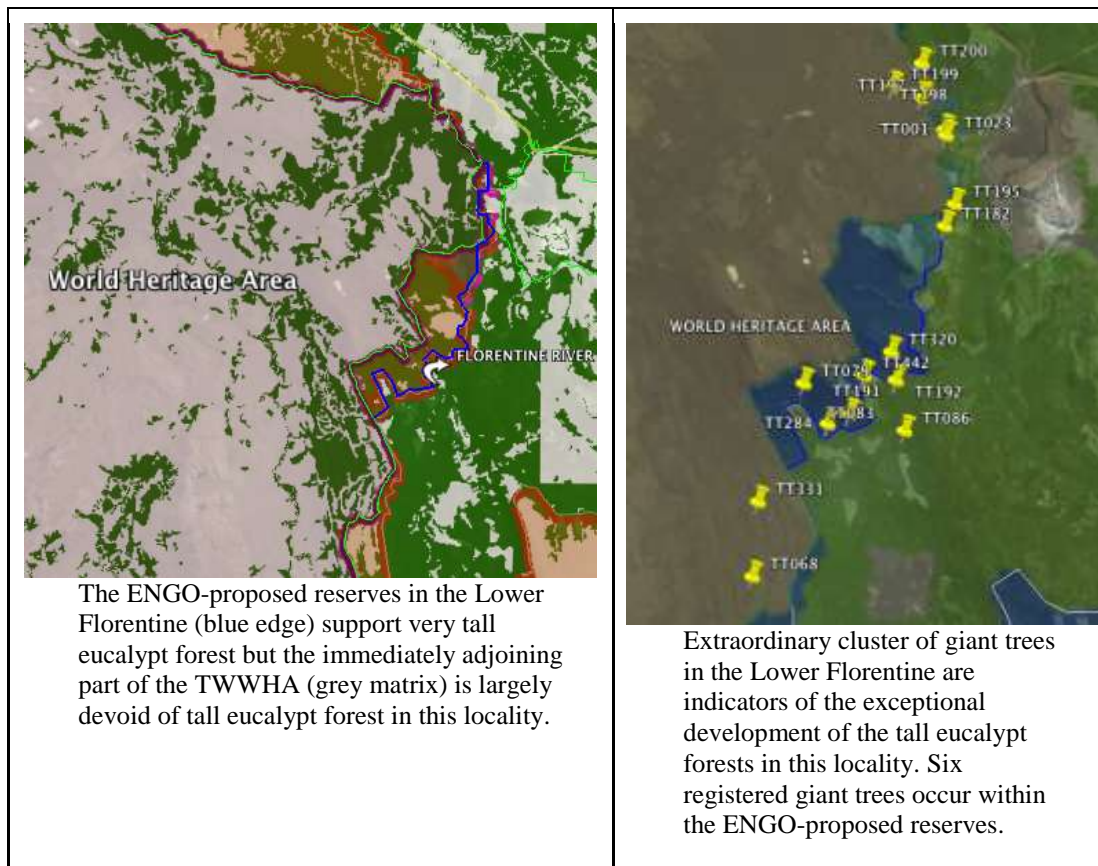 World Heritage Area
FLORENTINE RIVER
The ENGO-proposed reserves in the Lower
Florentine (blue edge) support very tall
eucalypt forest but the immediately adjoining
part of the TWWHA (grey matrix) is largely
devoid of tall eucalypt forest in this locality.
TT200
TT199
TT198
TT001
TT023
TT195
TT182
WORLD HERITAGE AREA
TT320
TT442
TT191
TT192
TT284
TT086
TT331
TT068
Extraordinary cluster of giant trees
in the Lower Florentine are
indicators of the exceptional
development of the tall eucalypt
forests in this locality. Six
registered giant trees occur within
the ENGO-proposed reserves.